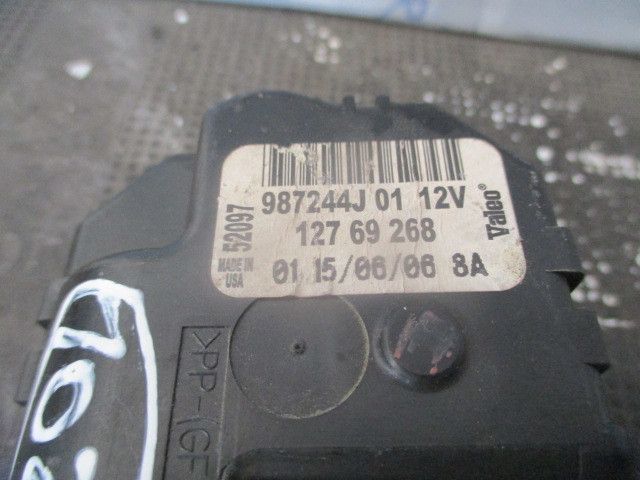 987244J 01 12V
127 69 268
01 15/06/06 8A
52097
MADE IN
USA
Valeo®
>PP-(GF